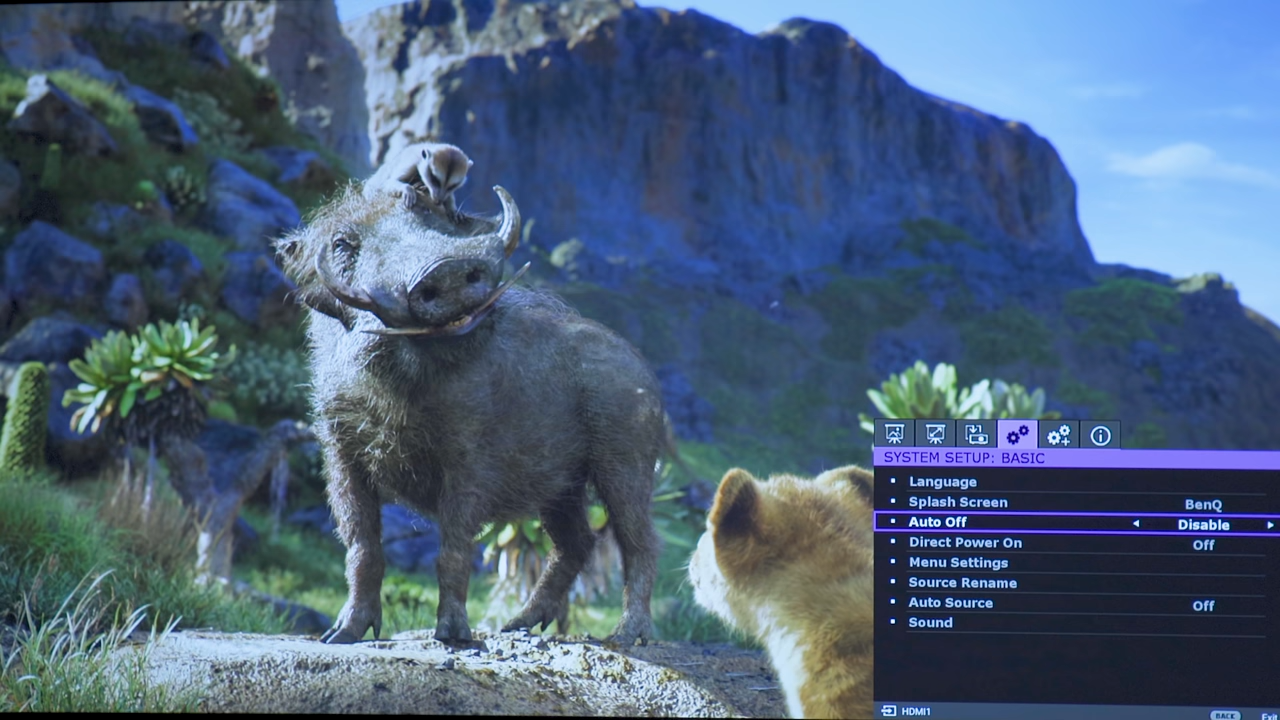 SYSTEM SETUP: BASIC
Language
Splash Screen BenQ
Auto Off Disable
Direct Power On Off
Menu Settings
Source Rename
Auto Source Off
Sound
HDMI1 BACK